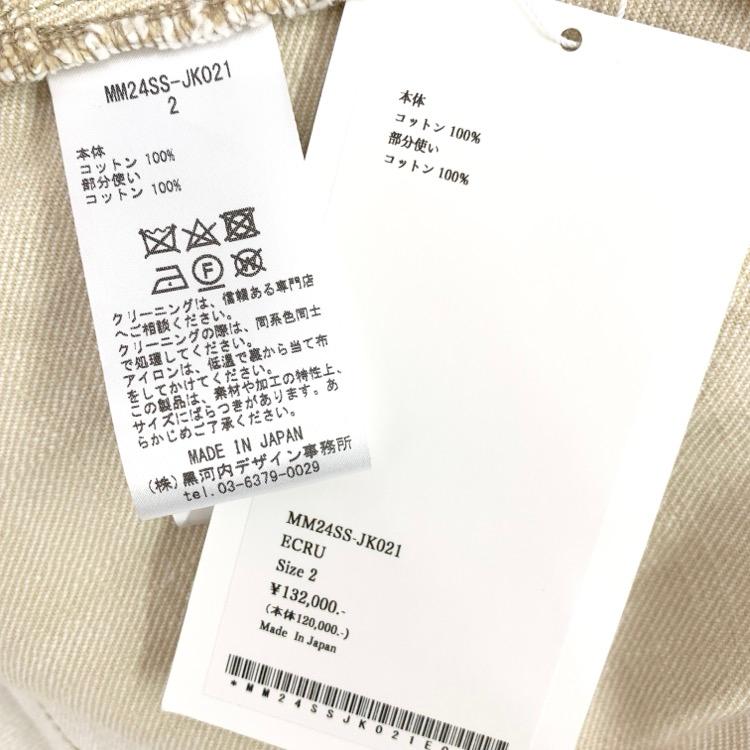 MM24SS-JK021
2
本体
コットン 100%
部分使い
コットン 100%
F
W
クリーニングは、信頼ある専門店
へご相談ください。
クリーニングの際は、同系色同士
で処理してください。
アイロンは、低温で裏から当て布
をしてかけてください。
この製品は、素材や加工の特性上、
サイズにばらつきがあります。あ
らかじめご了承ください。
MADE IN JAPAN
(株)黒河内デザイン事務所
tel.03-6379-0029
本体
コットン 100%
部分使い
コットン 100%
MM24SS-JK021
ECRU
Size 2
¥132,000.-
(本体120,000.-)
Made In Japan
*MM24SSJK021EC